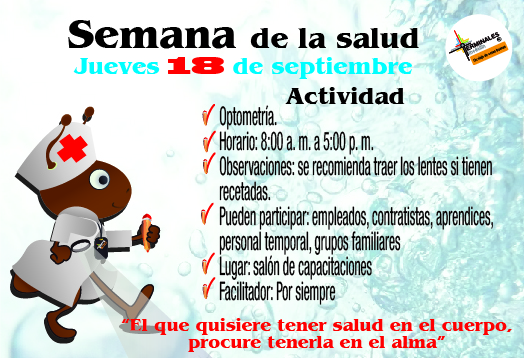 Semana de la salud
TERMINALES
Jueves 18 de septiembre
Actividad
Optometría.
Horario: 8:00 a. m. a 5:00 p. m.
Observaciones: se recomienda traer los lentes si tienen
recetadas.
Pueden participar: empleados, contratistas, aprendices,
personal temporal, grupos familiares
Lugar: salón de capacitaciones
Facilitador: Por siempre
“El que quisiere tener salud en el cuerpo,
procure tenerla en el alma”